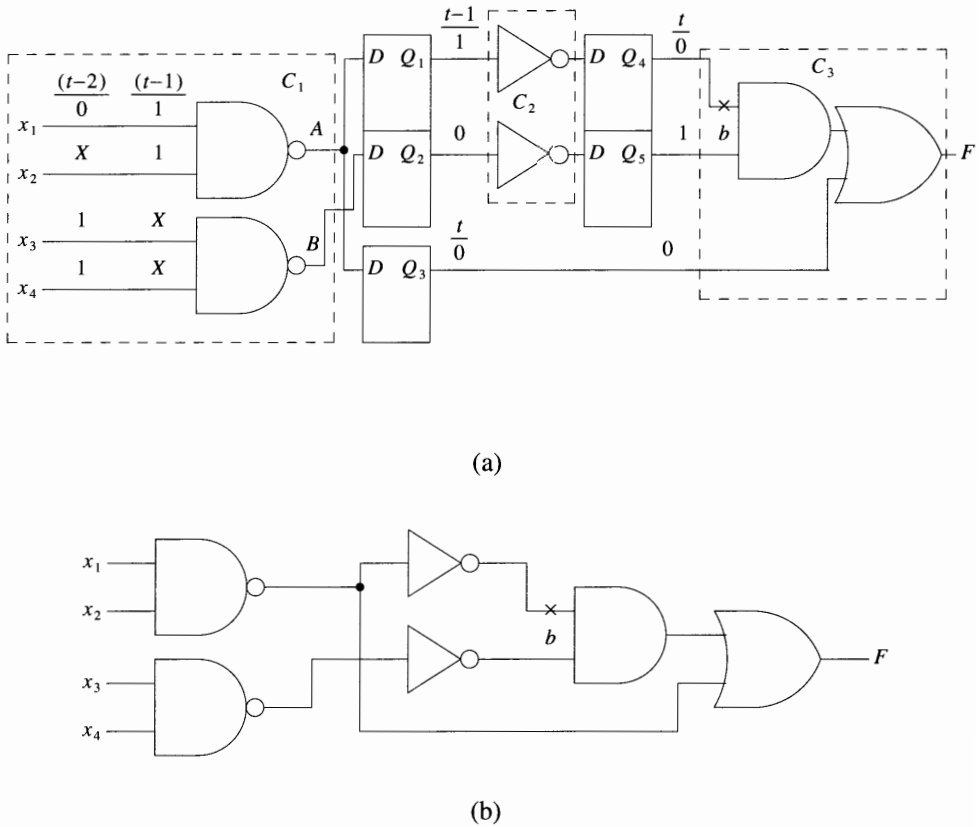 t–1 t
1 0
(t–2) (t–1) C1 D Q1 C2 D Q4 C3
0 1
x1 A
X 1 D Q2 0 D Q5 1 b F
x2
1 X
x3 B t
1 X 0 0
x4 D Q3
(a)
x1
x2 b
F
x3
x4
(b)